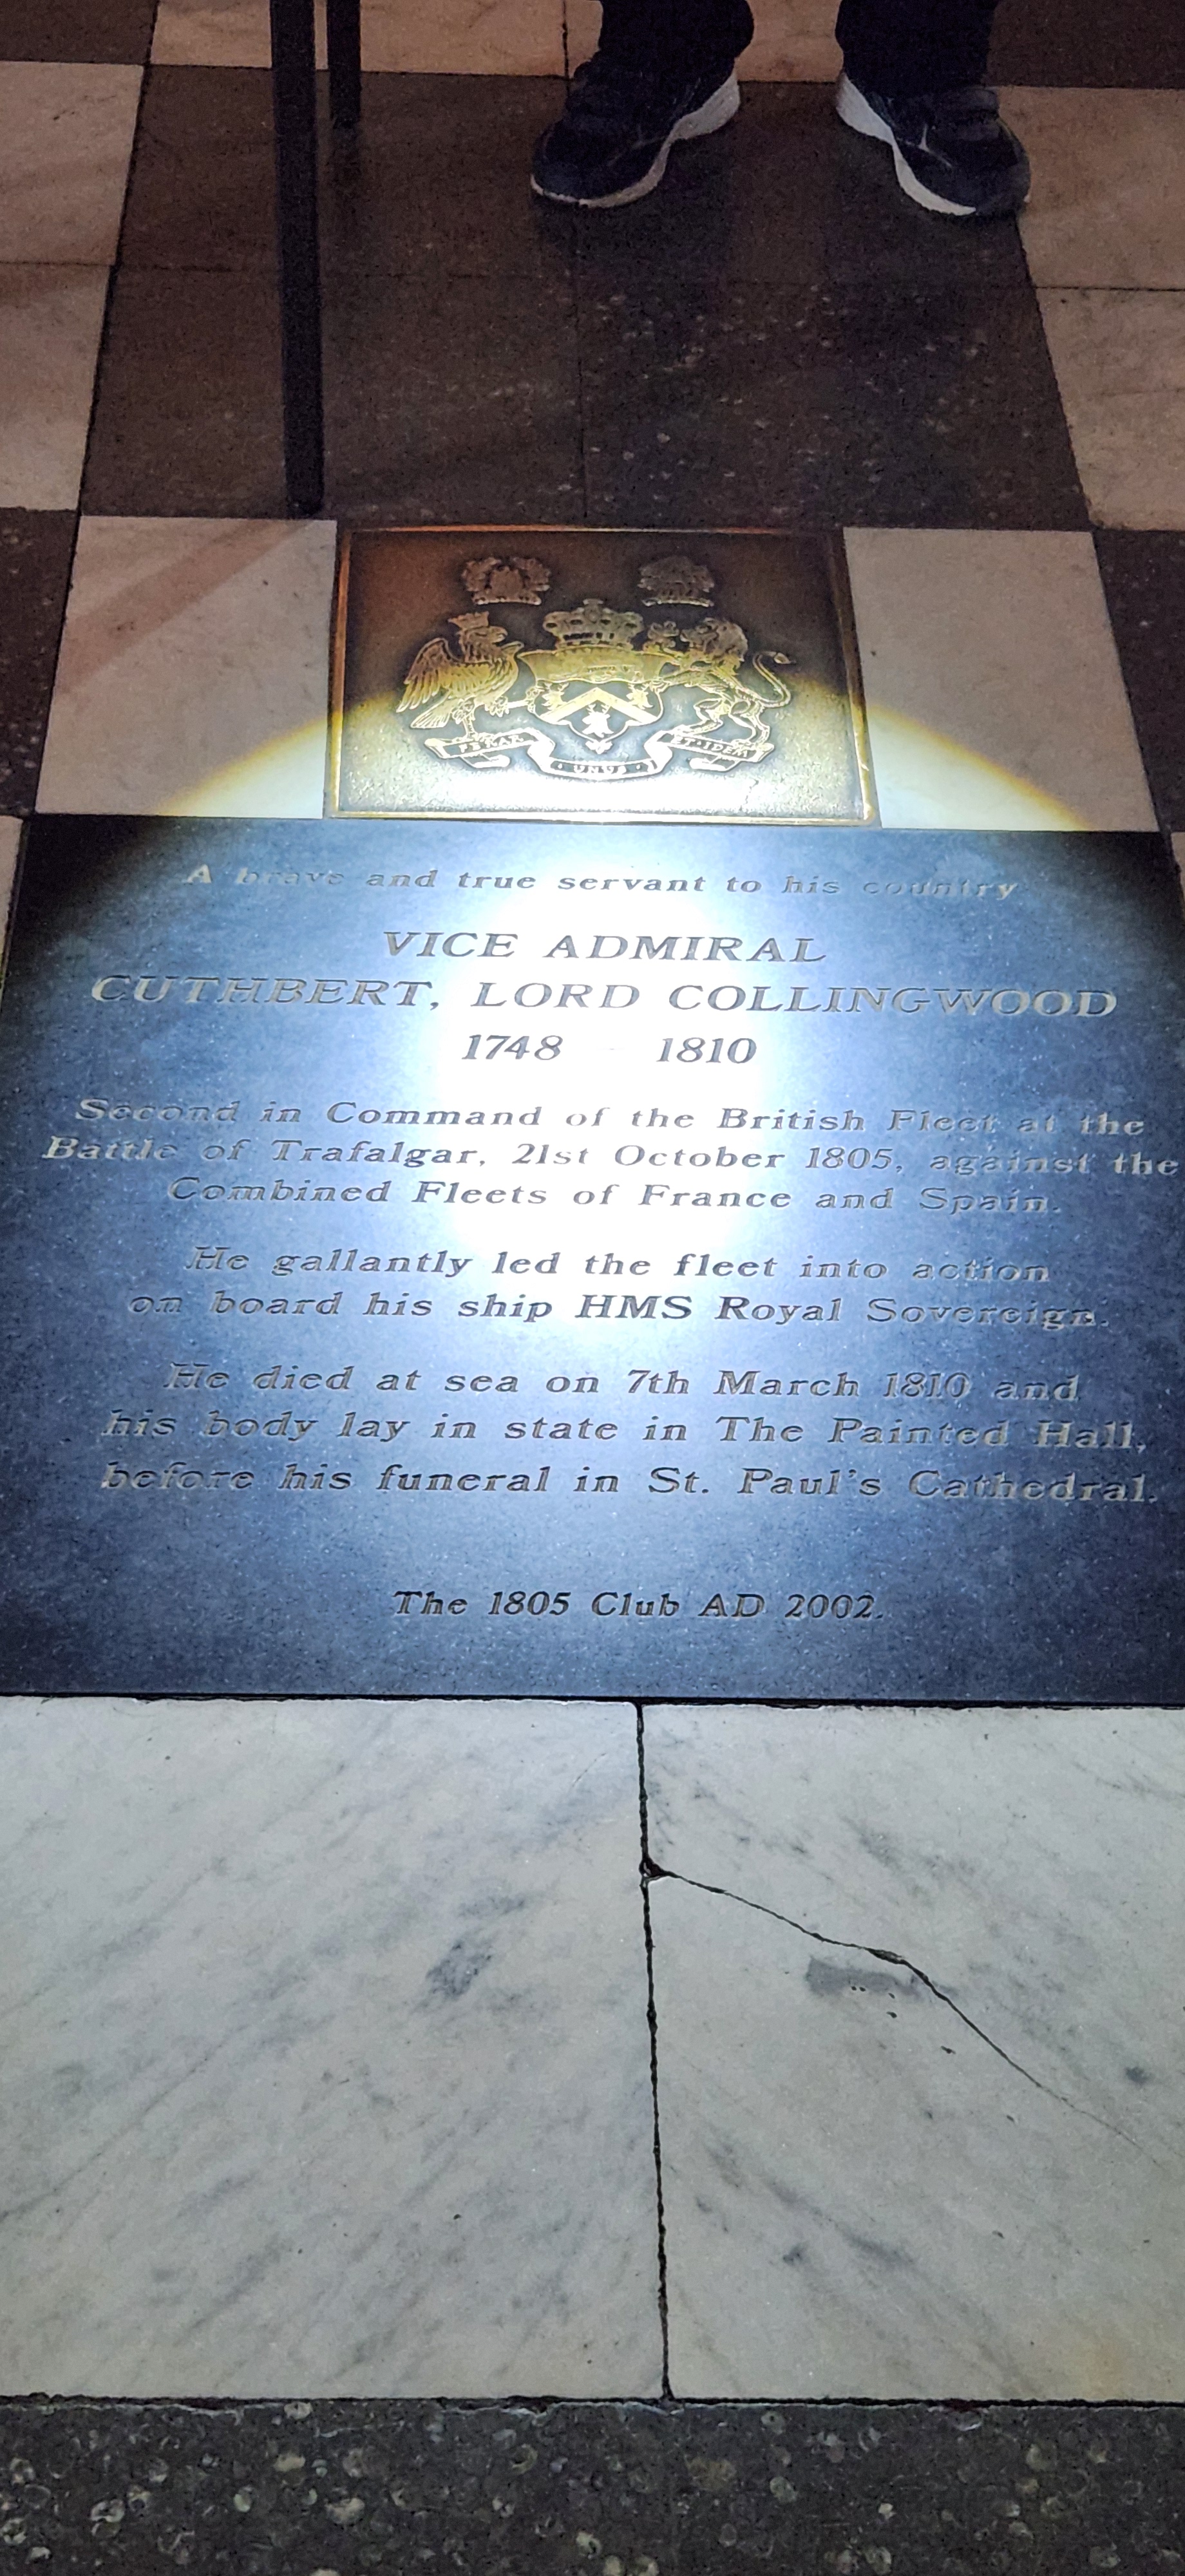 FERAR
UNUS
ET IDEM
A brave and true servant to his country
VICE ADMIRAL
CUTHBERT, LORD COLLINGWOOD
1748 - 1810
Second in Command of the British Fleet at the
Battle of Trafalgar, 21st October 1805, against the
Combined Fleets of France and Spain.
He gallantly led the fleet into action
on board his ship HMS Royal Sovereign.
He died at sea on 7th March 1810 and
his body lay in state in The Painted Hall,
before his funeral in St. Paul's Cathedral.
The 1805 Club AD 2002.